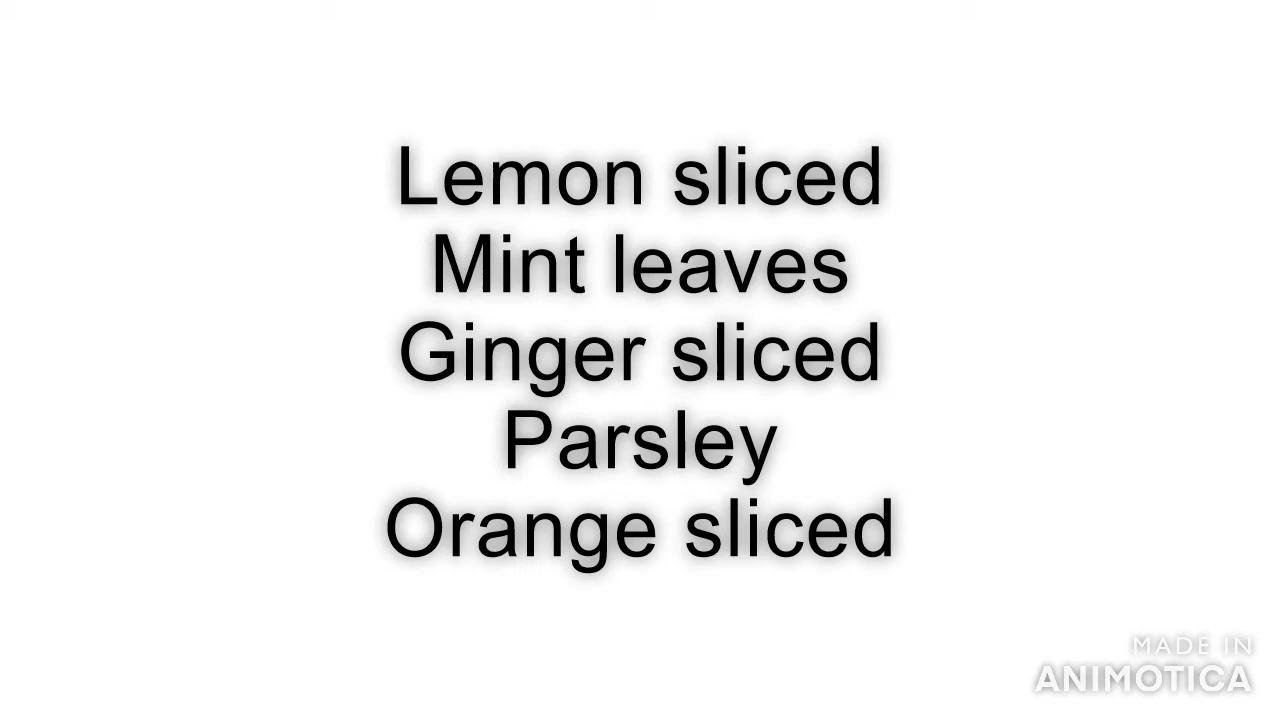 Lemon sliced
Mint leaves
Ginger sliced
Parsley
Orange sliced
MADE IN
ANIMOTICA